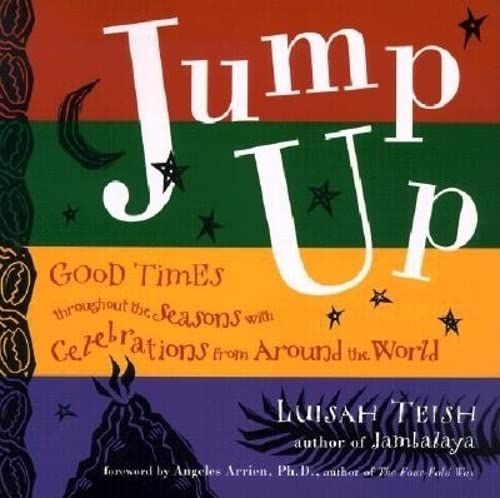 Jump
Up
GOOD TIMES
throughout the Seasons with
Celebrations from Around the World
LUISAH TEISH
author of Jambalaya
foreword by Angeles Arrien, Ph.D., author of The Four-Fold Way